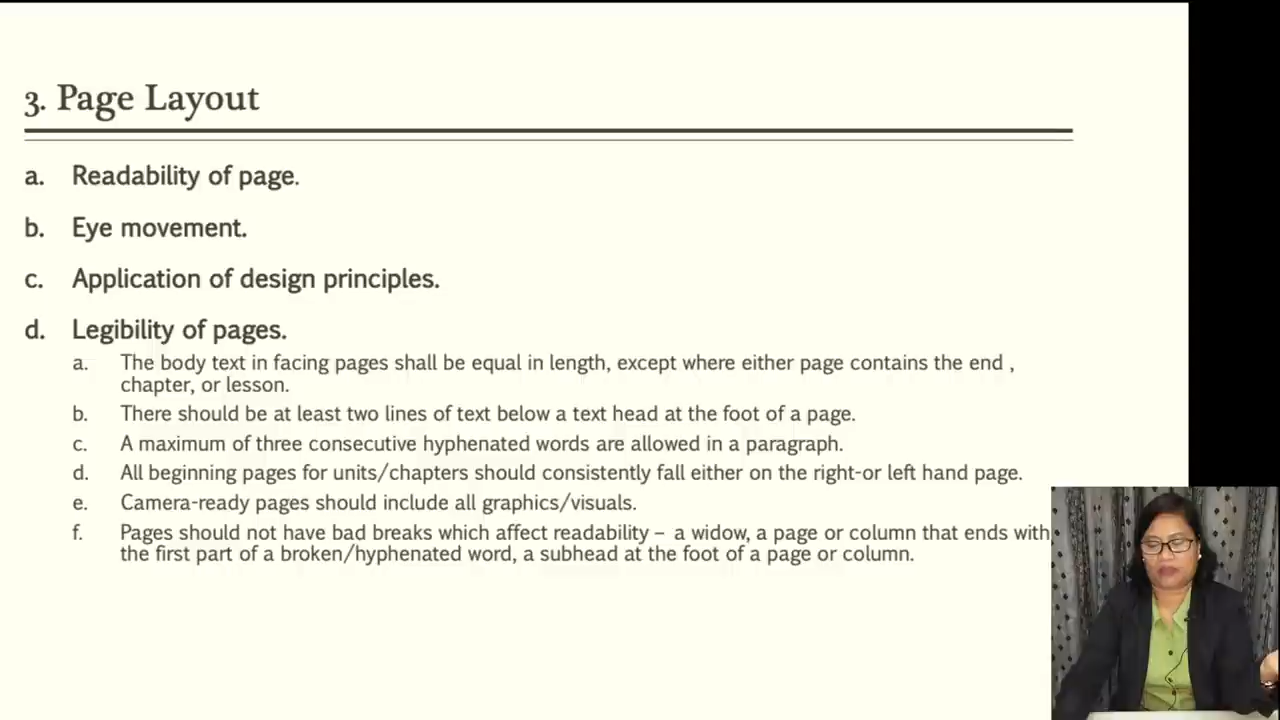 3. Page Layout
a. Readability of page.
b. Eye movement.
c. Application of design principles.
d. Legibility of pages.
a. The body text in facing pages shall be equal in length, except where either page contains the end ,
chapter, or lesson.
b. There should be at least two lines of text below a text head at the foot of a page.
c. A maximum of three consecutive hyphenated words are allowed in a paragraph.
d. All beginning pages for units/chapters should consistently fall either on the right-or left hand page.
e. Camera-ready pages should include all graphics/visuals.
f. Pages should not have bad breaks which affect readability – a widow, a page or column that ends with
the first part of a broken/hyphenated word, a subhead at the foot of a page or column.